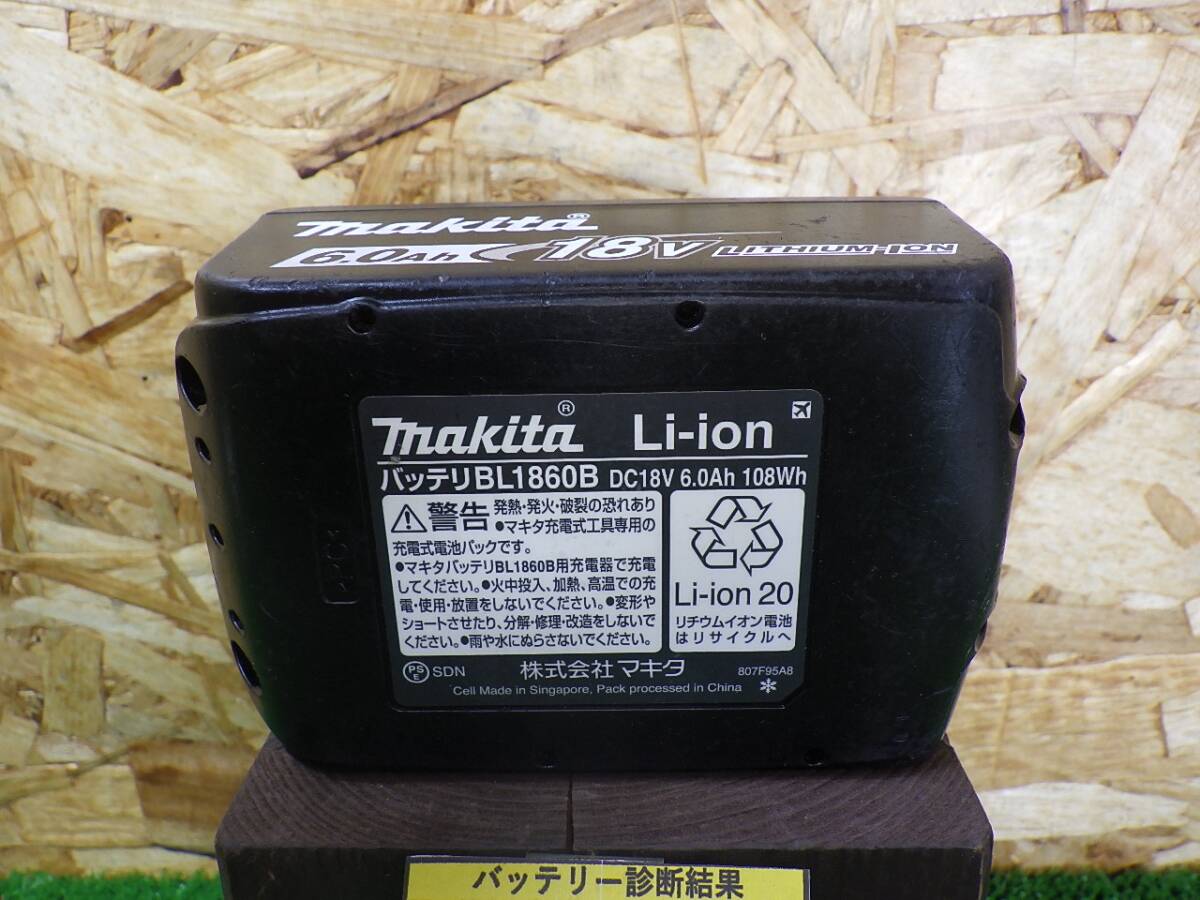 makita®
6.0Ah 18V LITHIUM-ION
makita® Li-ion
バッテリBL1860B DC18V 6.0Ah 108Wh
警告 発熱・発火・破裂の恐れあり
●マキタ充電式工具専用の
充電式電池パックです。
●マキタバッテリBL1860B用充電器で充電
してください。●火中投入、加熱、高温での充
電・使用・放置をしないでください。●変形や
ショートさせたり、分解・修理・改造をしないで
ください。●雨や水にぬらさないでください。
Li-ion 20
リチウムイオン電池
はリサイクルへ
PS
E SDN 株式会社 マキタ 807F95A8
Cell Made in Singapore, Pack processed in China
バッテリー診断結果